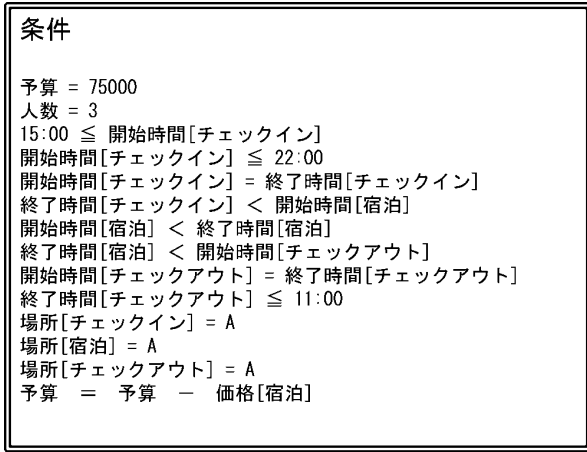 条件
予算 = 75000
人数 = 3
15:00 ≦ 開始時間[チェックイン]
開始時間[チェックイン] ≦ 22:00
開始時間[チェックイン] = 終了時間[チェックイン]
終了時間[チェックイン] < 開始時間[宿泊]
開始時間[宿泊] < 終了時間[宿泊]
終了時間[宿泊] < 開始時間[チェックアウト]
開始時間[チェックアウト] = 終了時間[チェックアウト]
終了時間[チェックアウト] ≦ 11:00
場所[チェックイン] = A
場所[宿泊] = A
場所[チェックアウト] = A
予算 = 予算 - 価格[宿泊]